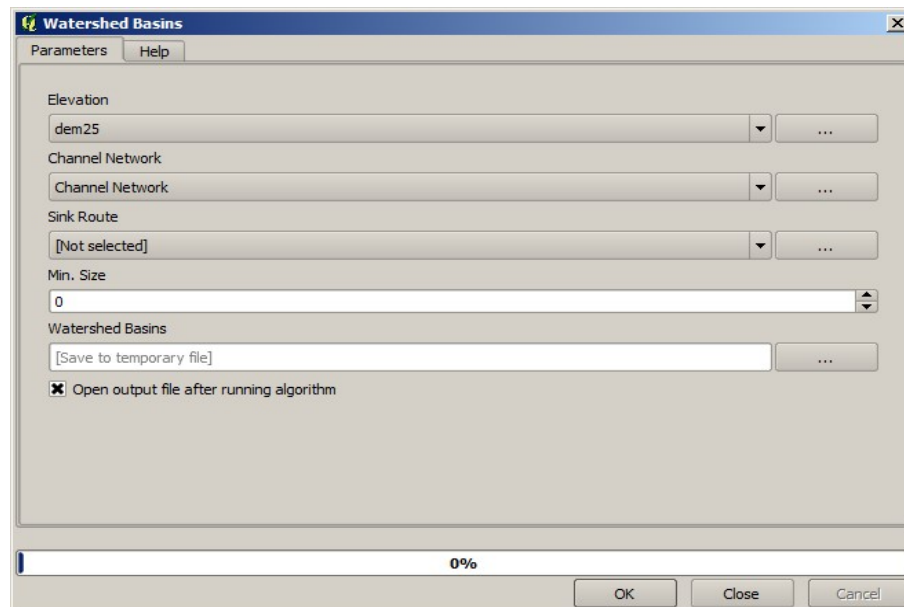 Watershed Basins
Parameters Help
Elevation
dem25
...
Channel Network
Channel Network
...
Sink Route
[Not selected]
...
Min. Size
0
Watershed Basins
[Save to temporary file]
...
Open output file after running algorithm
0%
OK Close Cancel